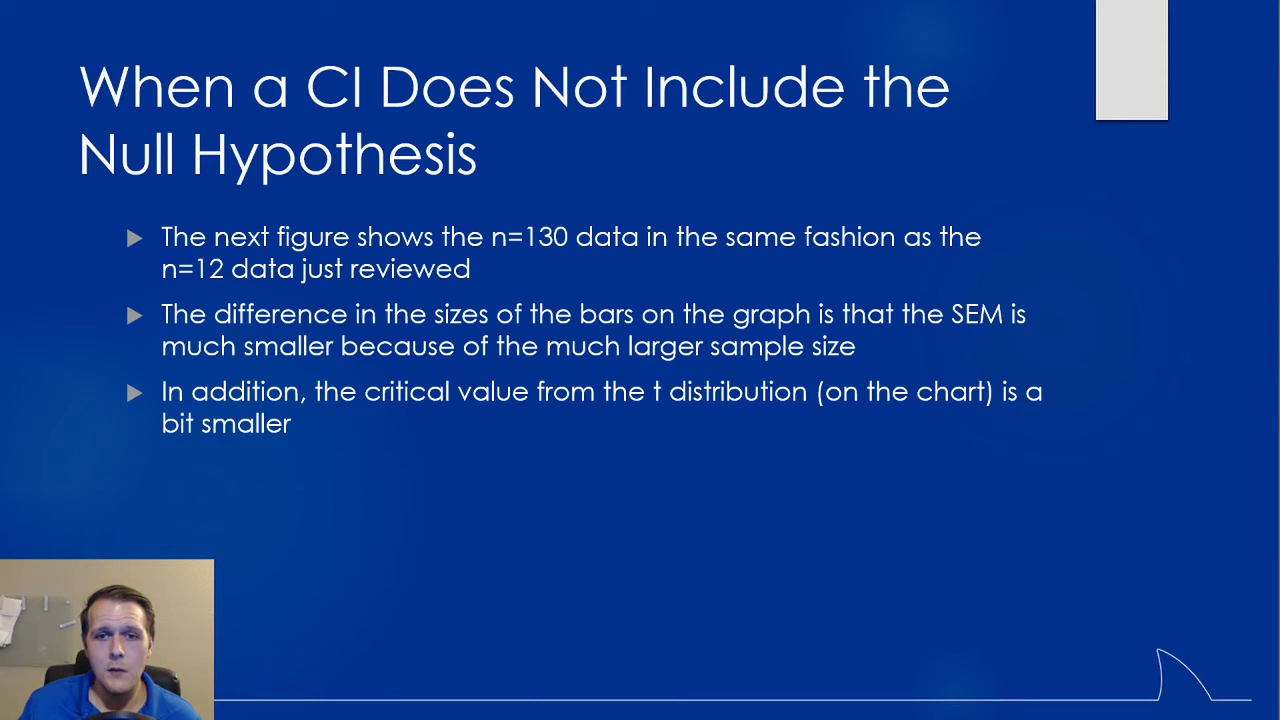 When a CI Does Not Include the
Null Hypothesis
The next figure shows the n=130 data in the same fashion as the
n=12 data just reviewed
The difference in the sizes of the bars on the graph is that the SEM is
much smaller because of the much larger sample size
In addition, the critical value from the t distribution (on the chart) is a
bit smaller